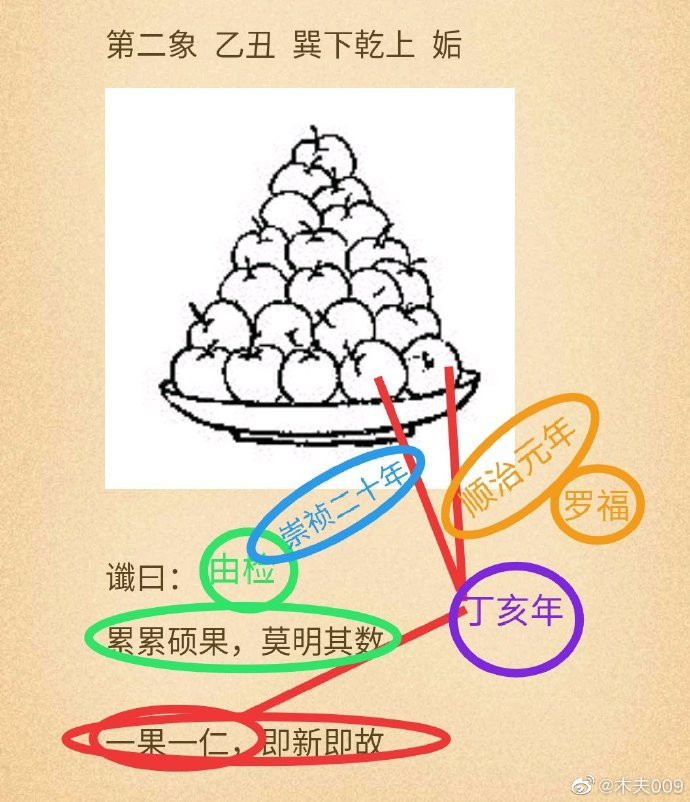 第二象 乙丑 巽下乾上 姤
崇祯二十年
顺治元年
罗福
谶曰：
由检
丁亥年
累累硕果，莫明其数
一果一仁，即新即故
@木夫009